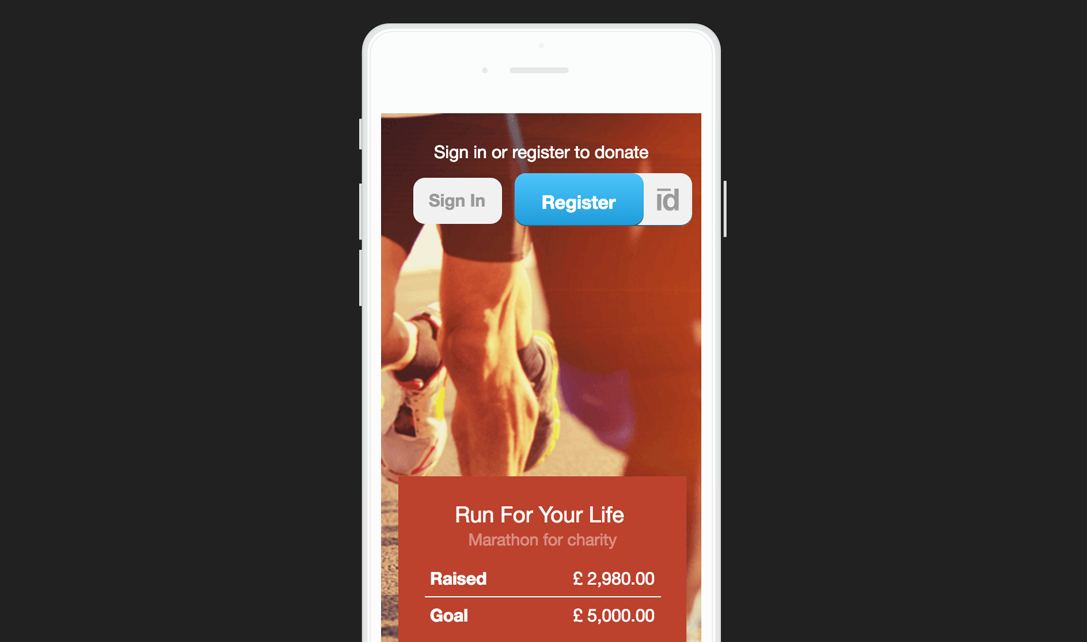 Sign in or register to donate
Sign In
Register
id
Run For Your Life
Marathon for charity
Raised £ 2,980.00
Goal £ 5,000.00